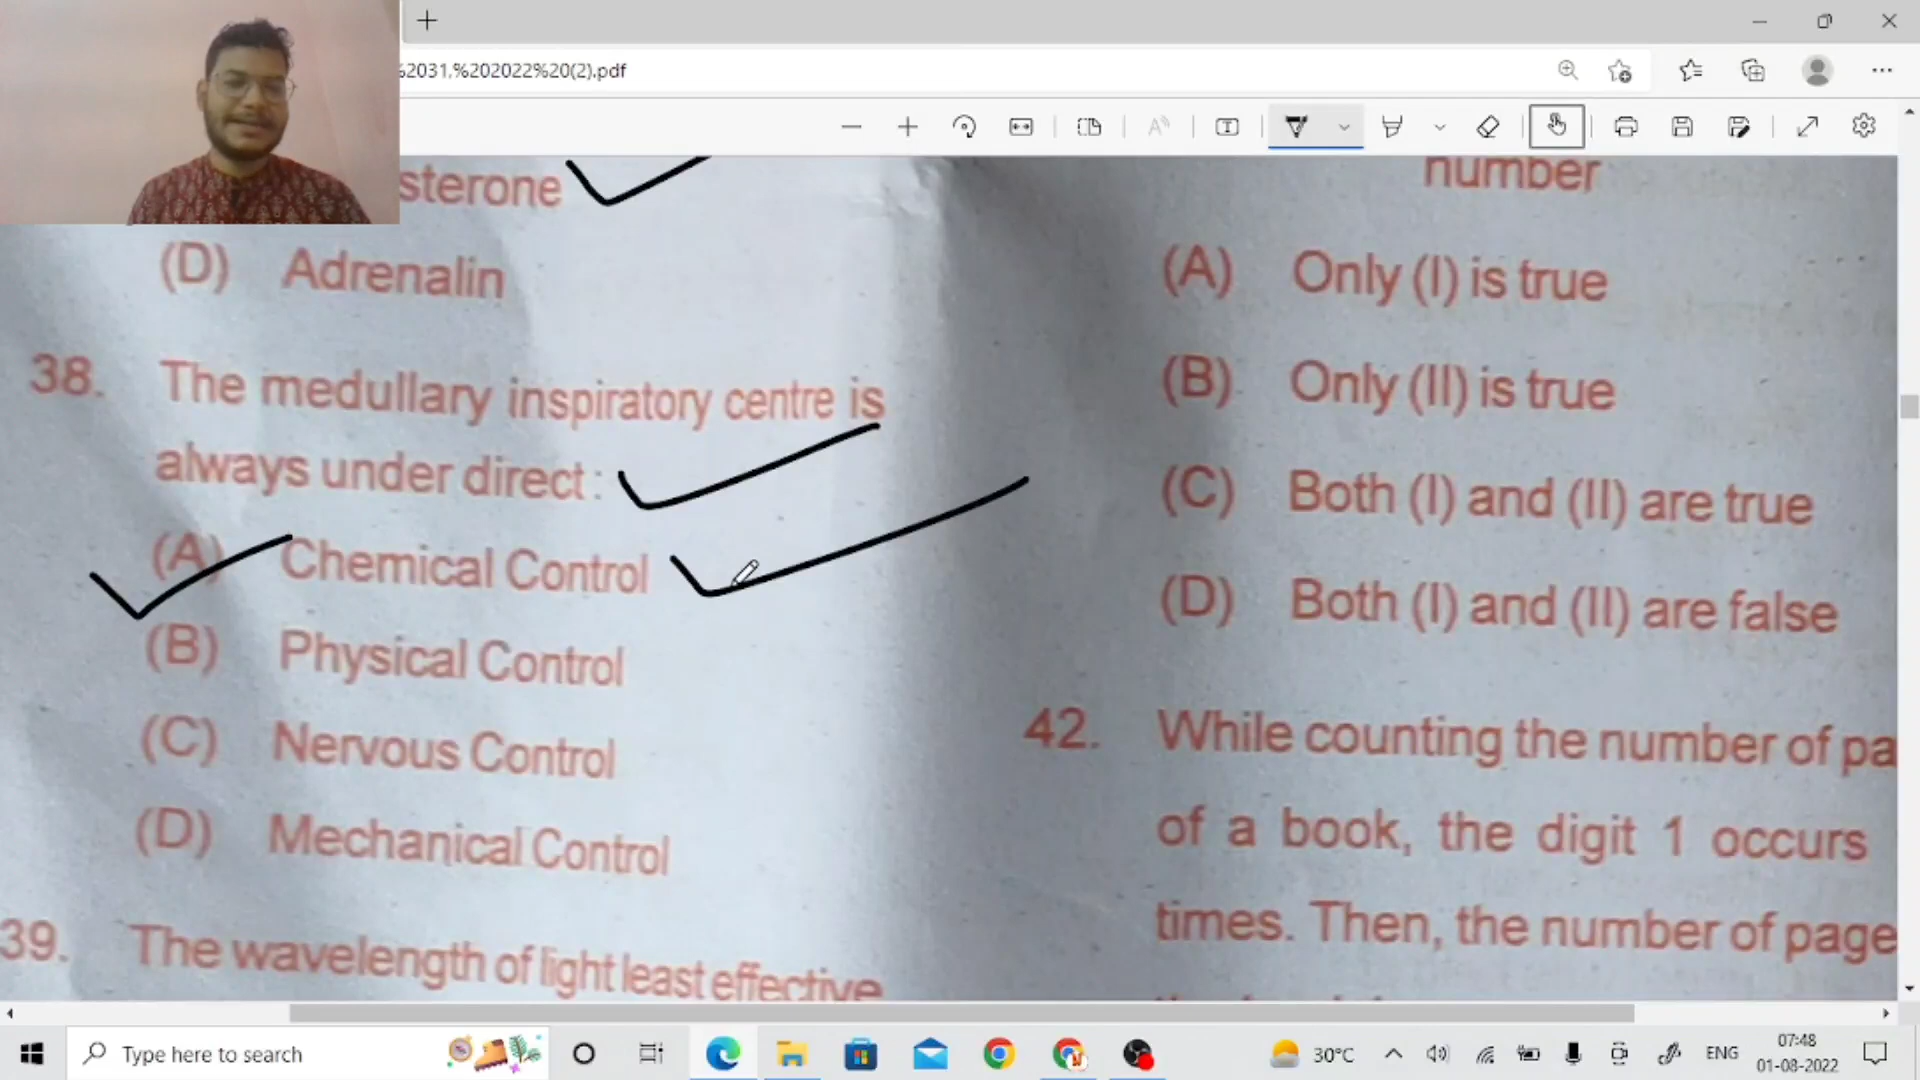 %2031,%202022%20(2).pdf
sterone
(D) Adrenalin
38. The medullary inspiratory centre is
always under direct :
(A) Chemical Control
(B) Physical Control
(C) Nervous Control
(D) Mechanical Control
39. The wavelength of light least effective
number
(A) Only (I) is true
(B) Only (II) is true
(C) Both (I) and (II) are true
(D) Both (I) and (II) are false
42. While counting the number of pa
of a book, the digit 1 occurs
times. Then, the number of page
Type here to search
30°C
ENG
07:48
01-08-2022